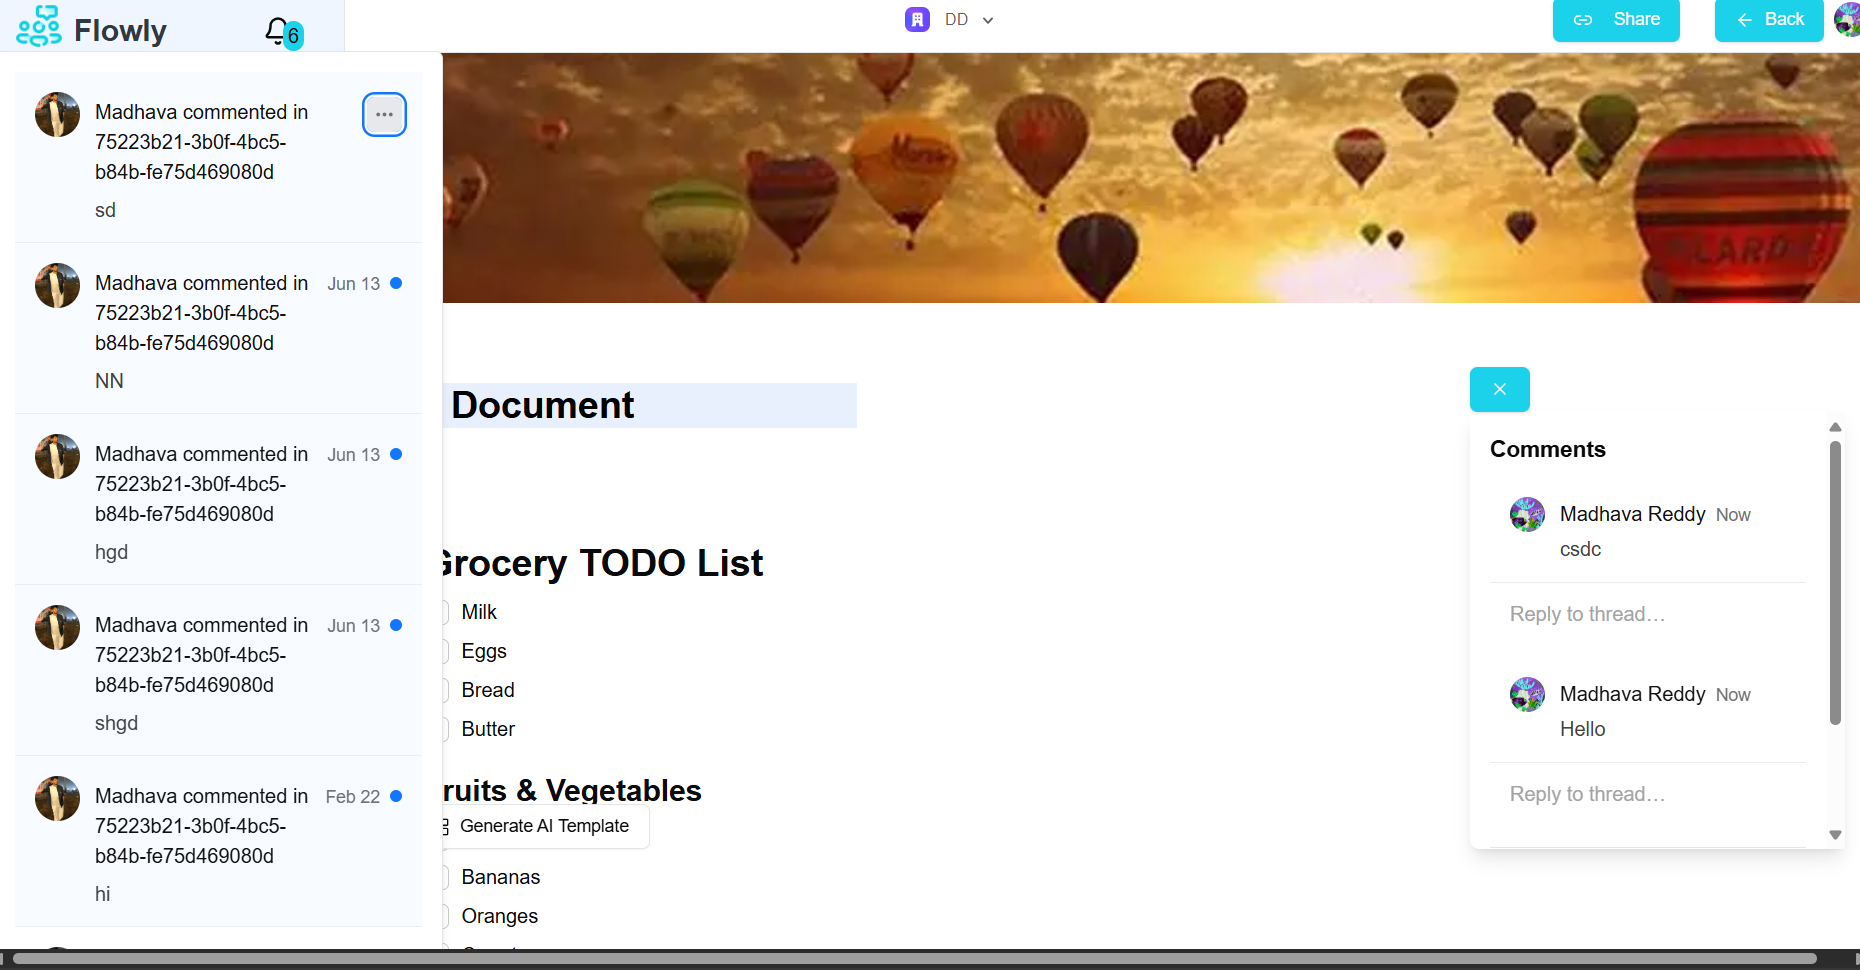 Flowly
6
DD
Share
Back
Madhava commented in
75223b21-3b0f-4bc5-
b84b-fe75d469080d
sd
Madhava commented in
Jun 13
75223b21-3b0f-4bc5-
b84b-fe75d469080d
NN
Madhava commented in
Jun 13
75223b21-3b0f-4bc5-
b84b-fe75d469080d
hgd
Madhava commented in
Jun 13
75223b21-3b0f-4bc5-
b84b-fe75d469080d
shgd
Madhava commented in
Feb 22
75223b21-3b0f-4bc5-
b84b-fe75d469080d
hi
Document
Grocery TODO List
Milk
Eggs
Bread
Butter
ruits & Vegetables
Generate AI Template
Bananas
Oranges
Comments
Madhava Reddy Now
csdc
Reply to thread…
Madhava Reddy Now
Hello
Reply to thread…